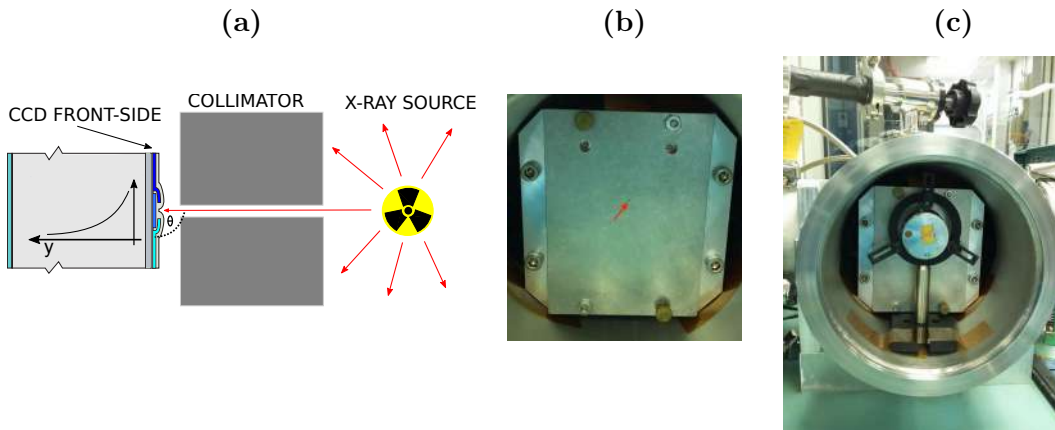 (a)
(b)
(c)
COLLIMATOR
X-RAY SOURCE
CCD FRONT-SIDE
θ
y